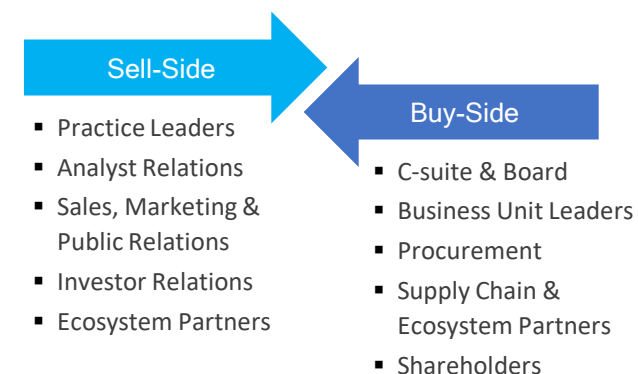 Sell-Side
▪ Practice Leaders
▪ Analyst Relations
▪ Sales, Marketing &
Public Relations
▪ Investor Relations
▪ Ecosystem Partners
Buy-Side
▪ C-suite & Board
▪ Business Unit Leaders
▪ Procurement
▪ Supply Chain &
Ecosystem Partners
▪ Shareholders